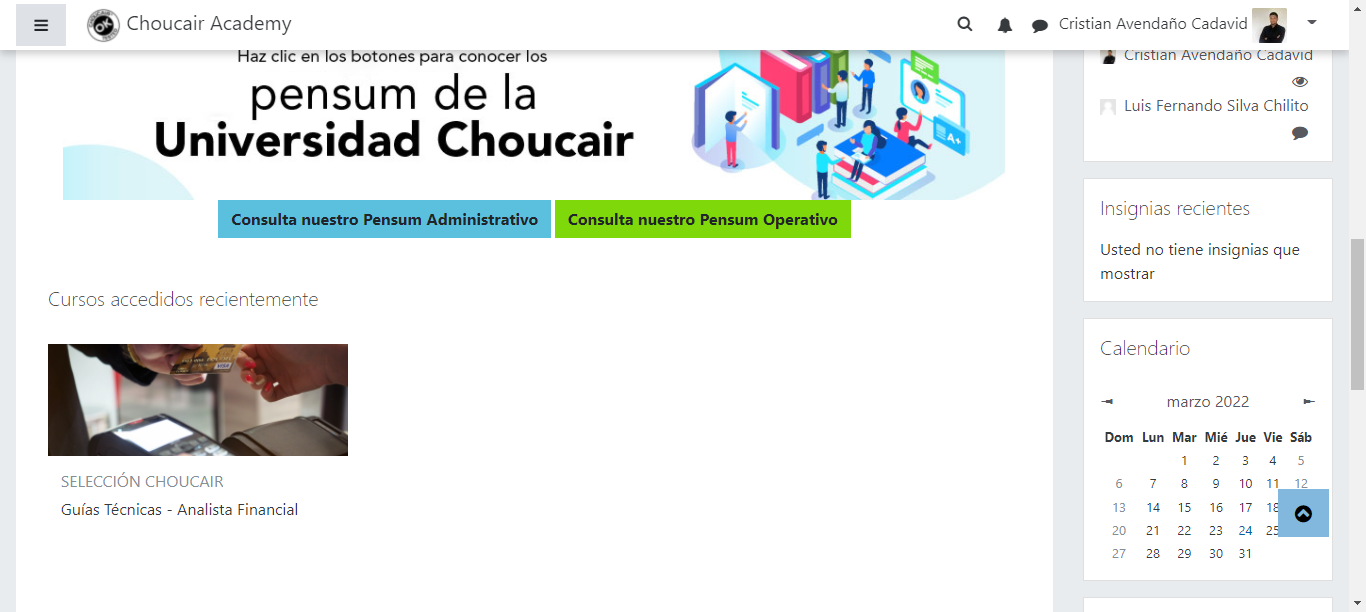 Choucair Academy
Cristian Avendaño Cadavid
Haz clic en los botones para conocer los
pensum de la
Universidad Choucair
A+
Consulta nuestro Pensum Administrativo
Consulta nuestro Pensum Operativo
Cursos accedidos recientemente
VISA
SELECCIÓN CHOUCAIR
Guías Técnicas - Analista Financial
Cristian Avendaño Cadavid
Luis Fernando Silva Chilito
Insignias recientes
Usted no tiene insignias que
mostrar
Calendario
marzo 2022
Dom Lun Mar Mié Jue Vie Sáb
1 2 3 4 5
6 7 8 9 10 11 12
13 14 15 16 17 18
20 21 22 23 24 25
27 28 29 30 31